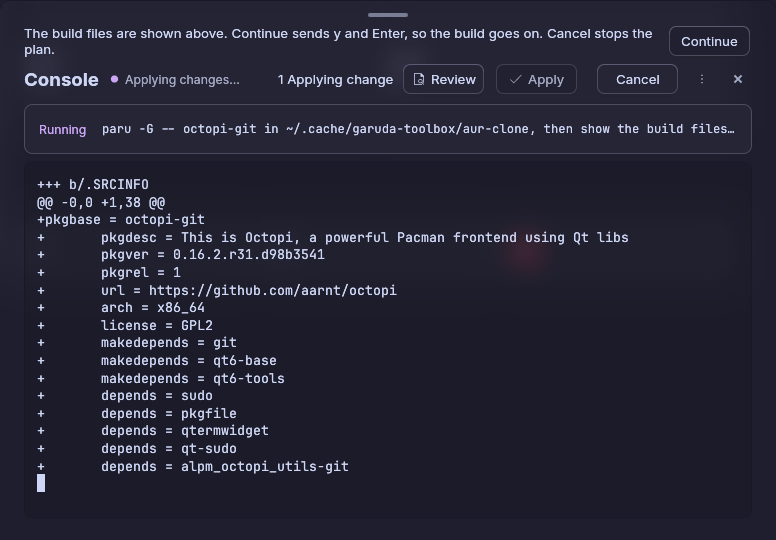 The build files are shown above. Continue sends y and Enter, so the build goes on. Cancel stops the
plan.
Continue
Console
Applying changes...
1 Applying change
Review
Apply
Cancel
Running
paru -G -- octopi-git in ~/.cache/garuda-toolbox/aur-clone, then show the build files…
+++ b/.SRCINFO
@@ -0,0 +1,38 @@
+pkgbase = octopi-git
+       pkgdesc = This is Octopi, a powerful Pacman frontend using Qt libs
+       pkgver = 0.16.2.r31.d98b3541
+       pkgrel = 1
+       url = https://github.com/aarnt/octopi
+       arch = x86_64
+       license = GPL2
+       makedepends = git
+       makedepends = qt6-base
+       makedepends = qt6-tools
+       depends = sudo
+       depends = pkgfile
+       depends = qtermwidget
+       depends = qt-sudo
+       depends = alpm_octopi_utils-git